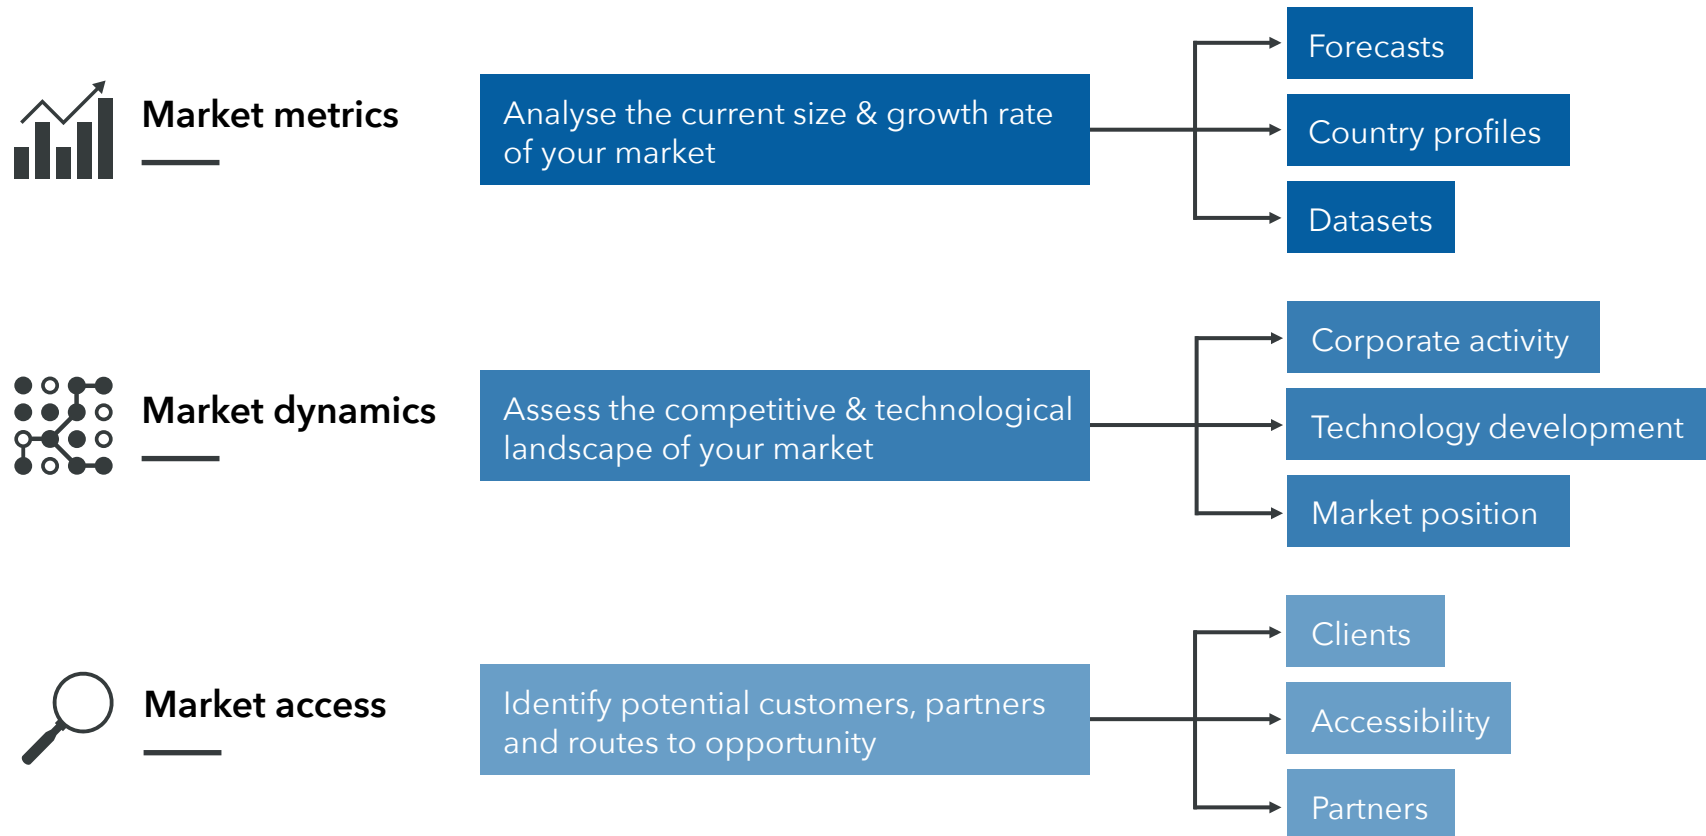 Market metrics
Analyse the current size & growth rate
of your market
Forecasts
Country profiles
Datasets
Market dynamics
Assess the competitive & technological
landscape of your market
Corporate activity
Technology development
Market position
Market access
Identify potential customers, partners
and routes to opportunity
Clients
Accessibility
Partners